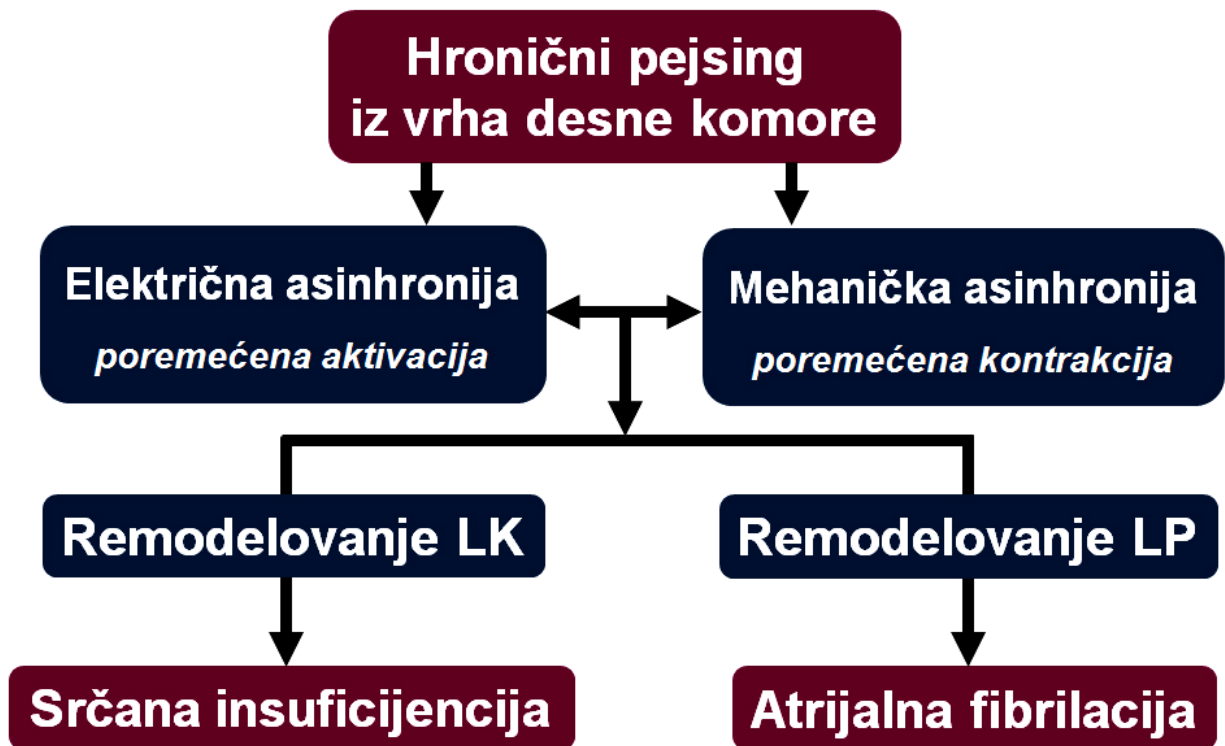 Hronični pejsing
iz vrha desne komore
Električna asinhronija
poremećena aktivacija
Mehanička asinhronija
poremećena kontrakcija
Remodelovanje LK
Remodelovanje LP
Srčana insuficijencija
Atrijalna fibrilacija